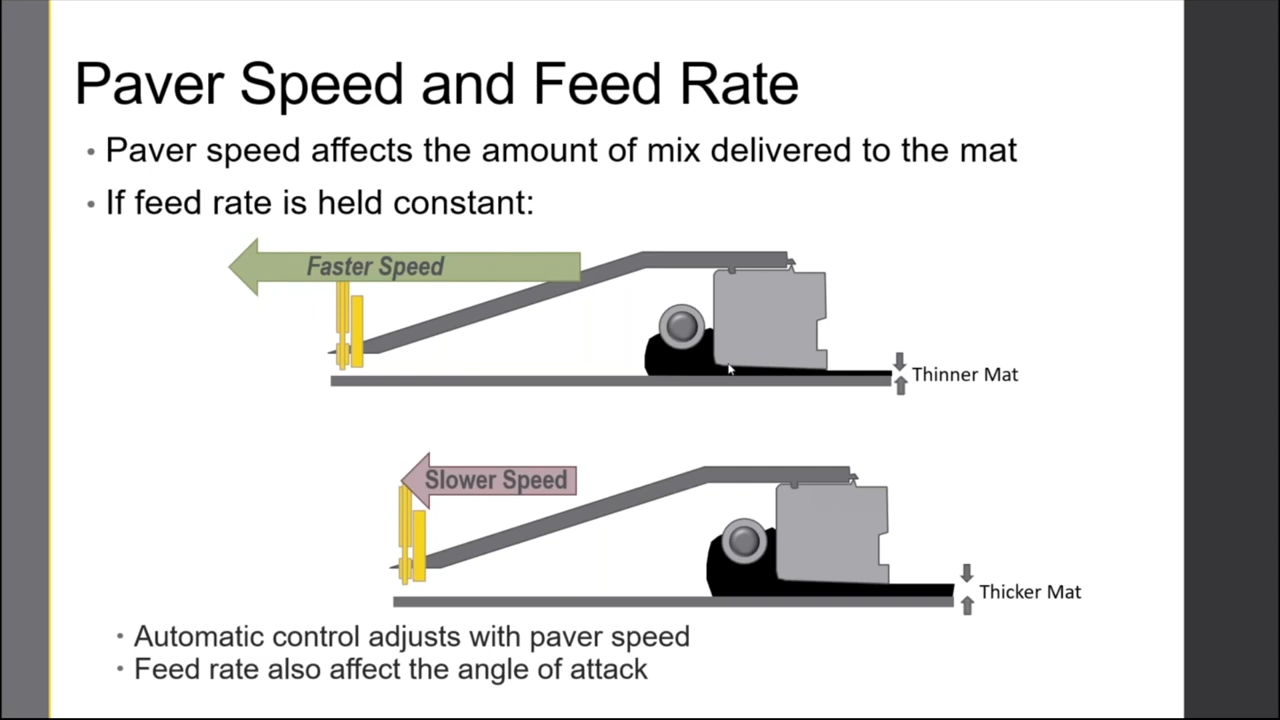 Paver Speed and Feed Rate
• Paver speed affects the amount of mix delivered to the mat
• If feed rate is held constant:
Faster Speed
Thinner Mat
Slower Speed
Thicker Mat
• Automatic control adjusts with paver speed
• Feed rate also affect the angle of attack